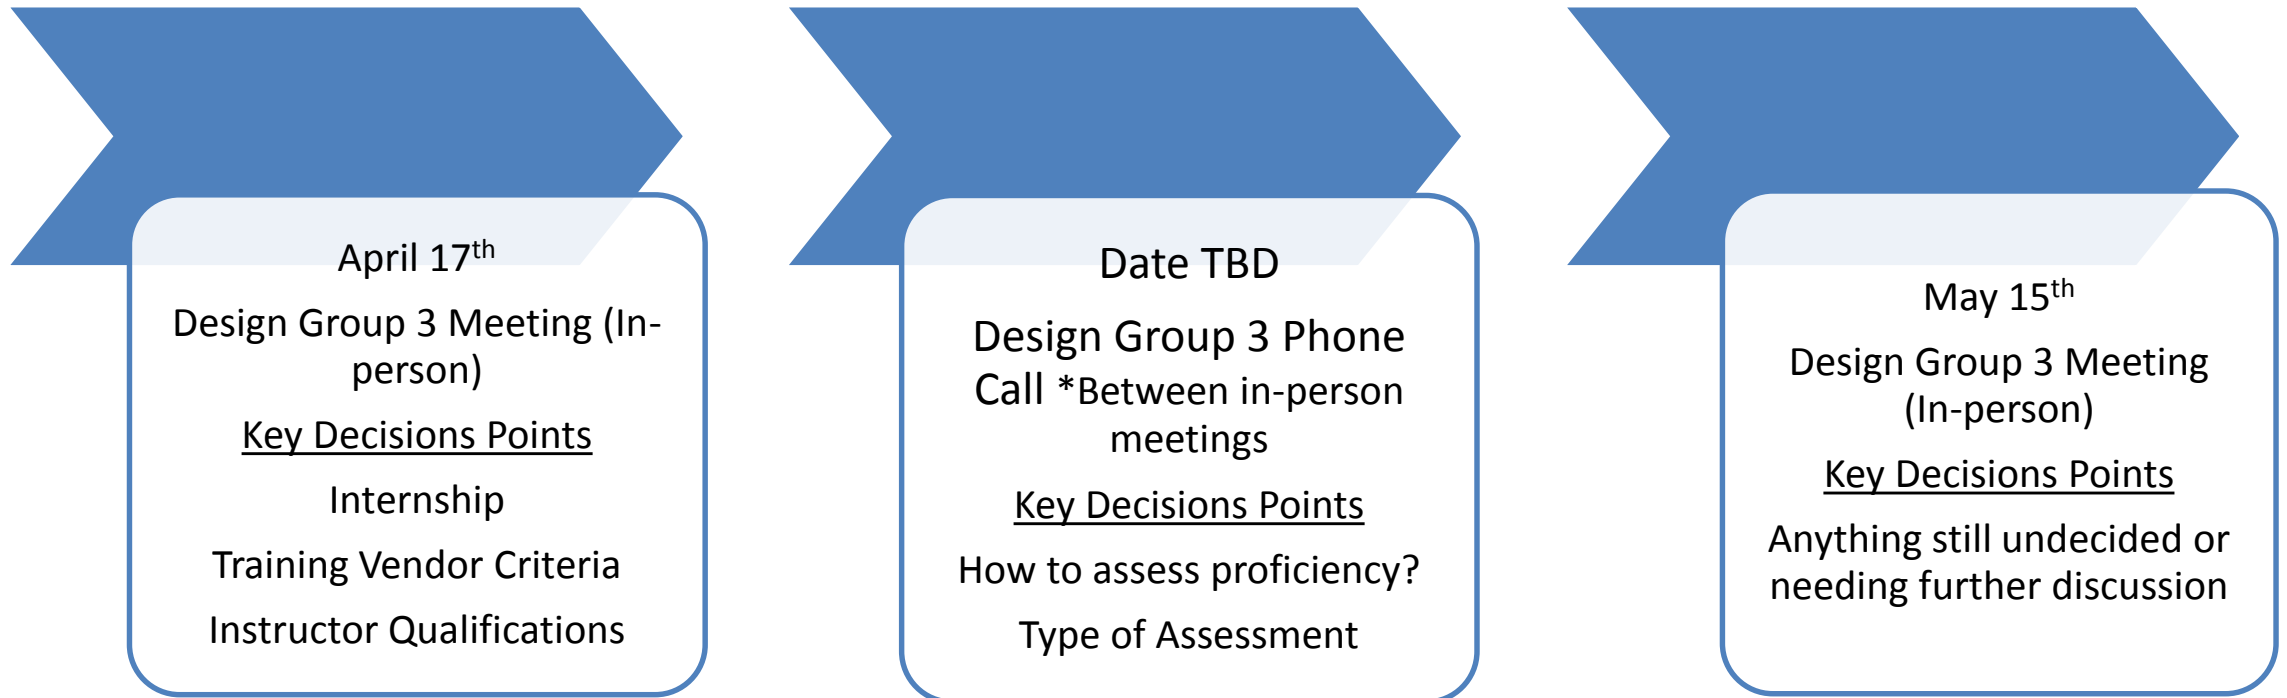 April 17th
Design Group 3 Meeting (In-
person)
Key Decisions Points
Internship
Training Vendor Criteria
Instructor Qualifications
Date TBD
Design Group 3 Phone
Call *Between in-person
meetings
Key Decisions Points
How to assess proficiency?
Type of Assessment
May 15th
Design Group 3 Meeting
(In-person)
Key Decisions Points
Anything still undecided or
needing further discussion